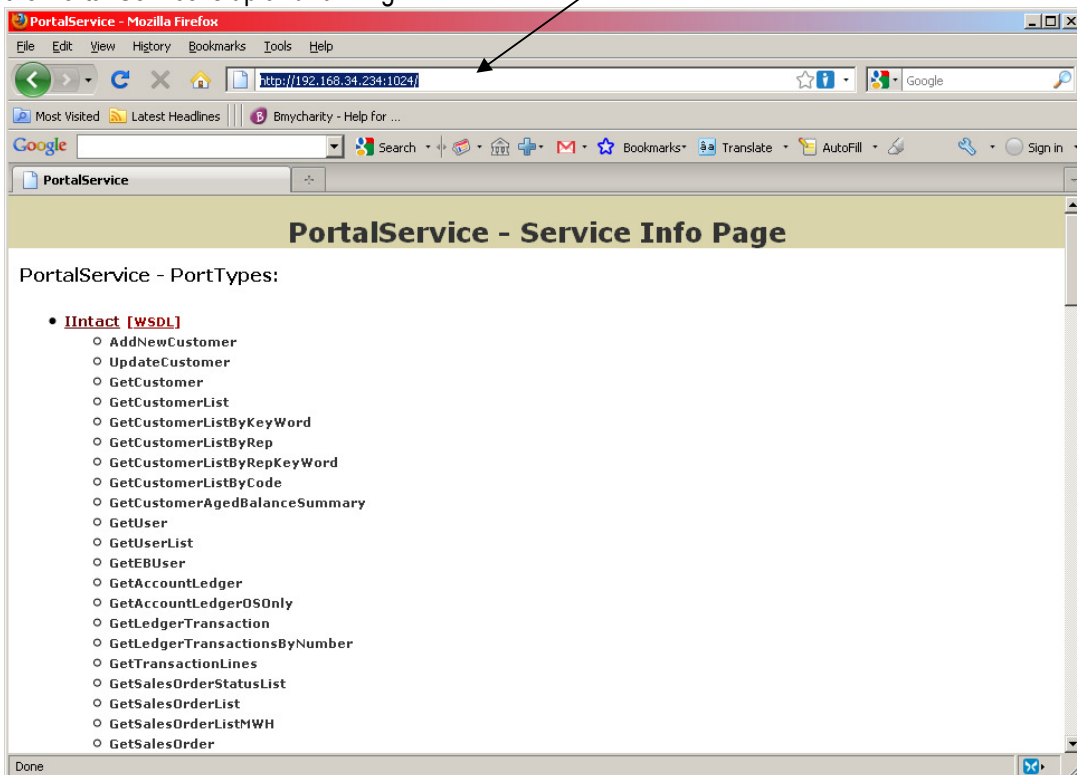 PortalService - Mozilla Firefox
File Edit View History Bookmarks Tools Help
http://192.168.34.234:1024/
Google
Most Visited Latest Headlines Bmycharity - Help for ...
Google Search Bookmarks Translate AutoFill Sign in
PortalService
PortalService - Service Info Page
PortalService - PortTypes:
IIntact [WSDL]
AddNewCustomer
UpdateCustomer
GetCustomer
GetCustomerList
GetCustomerListByKeyWord
GetCustomerListByRep
GetCustomerListByRepKeyWord
GetCustomerListByCode
GetCustomerAgedBalanceSummary
GetUser
GetUserList
GetEBUser
GetAccountLedger
GetAccountLedgerOSOnly
GetLedgerTransaction
GetLedgerTransactionsByNumber
GetTransactionLines
GetSalesOrderStatusList
GetSalesOrderList
GetSalesOrderListMWH
GetSalesOrder
Done